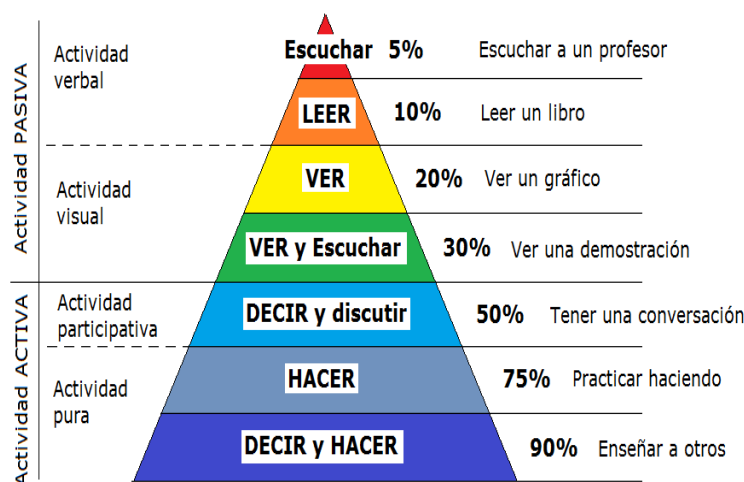 Actividad PASIVA
Actividad
verbal
Escuchar 5% Escuchar a un profesor
LEER 10% Leer un libro
Actividad
visual
VER 20% Ver un gráfico
VER y Escuchar 30% Ver una demostración
Actividad ACTIVA
Actividad
participativa
DECIR y discutir 50% Tener una conversación
Actividad
pura
HACER 75% Practicar haciendo
DECIR y HACER 90% Enseñar a otros